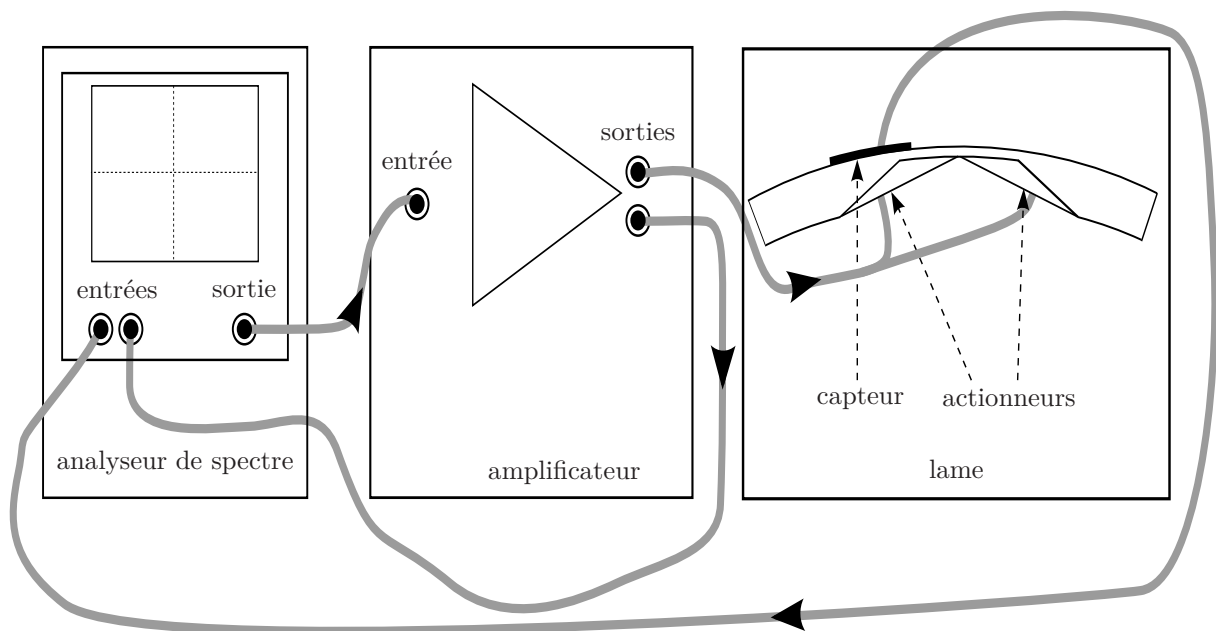 entrées
sortie
analyseur de spectre
entrée
sorties
amplificateur
capteur
actionneurs
lame